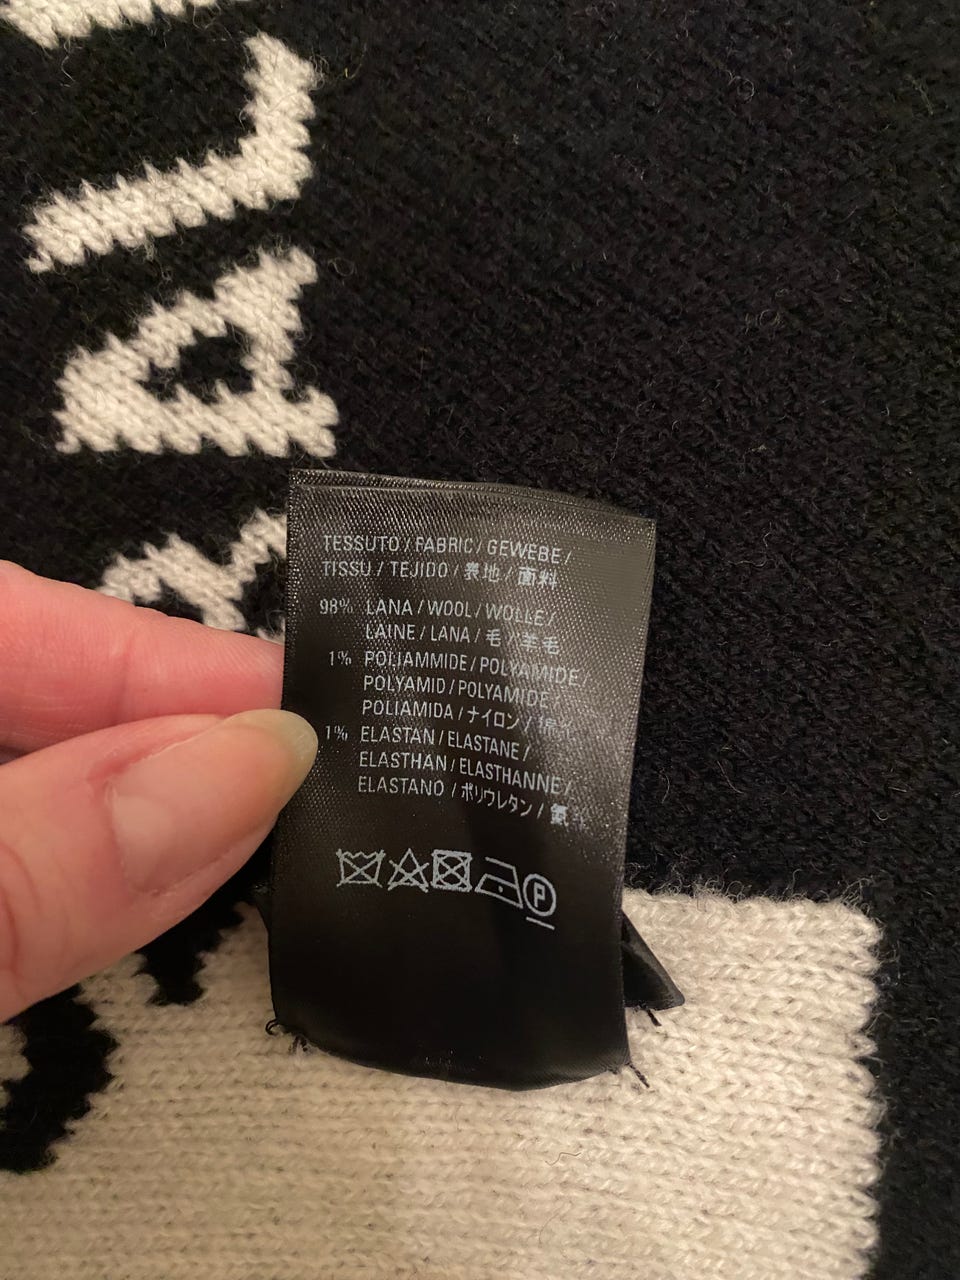 TESSUTO / FABRIC / GEWEBE /
TISSU / TEJIDO / 表地 / 面料
98% LANA / WOOL / WOLLE /
LAINE / LANA / 毛 / 羊毛
1% POLIAMMIDE / POLYAMIDE /
POLYAMID / POLYAMIDE
POLIAMIDA / ナイロン /
1% ELASTAN / ELASTANE /
ELASTHAN / ELASTHANNE /
ELASTANO / ポリウレタン /
P